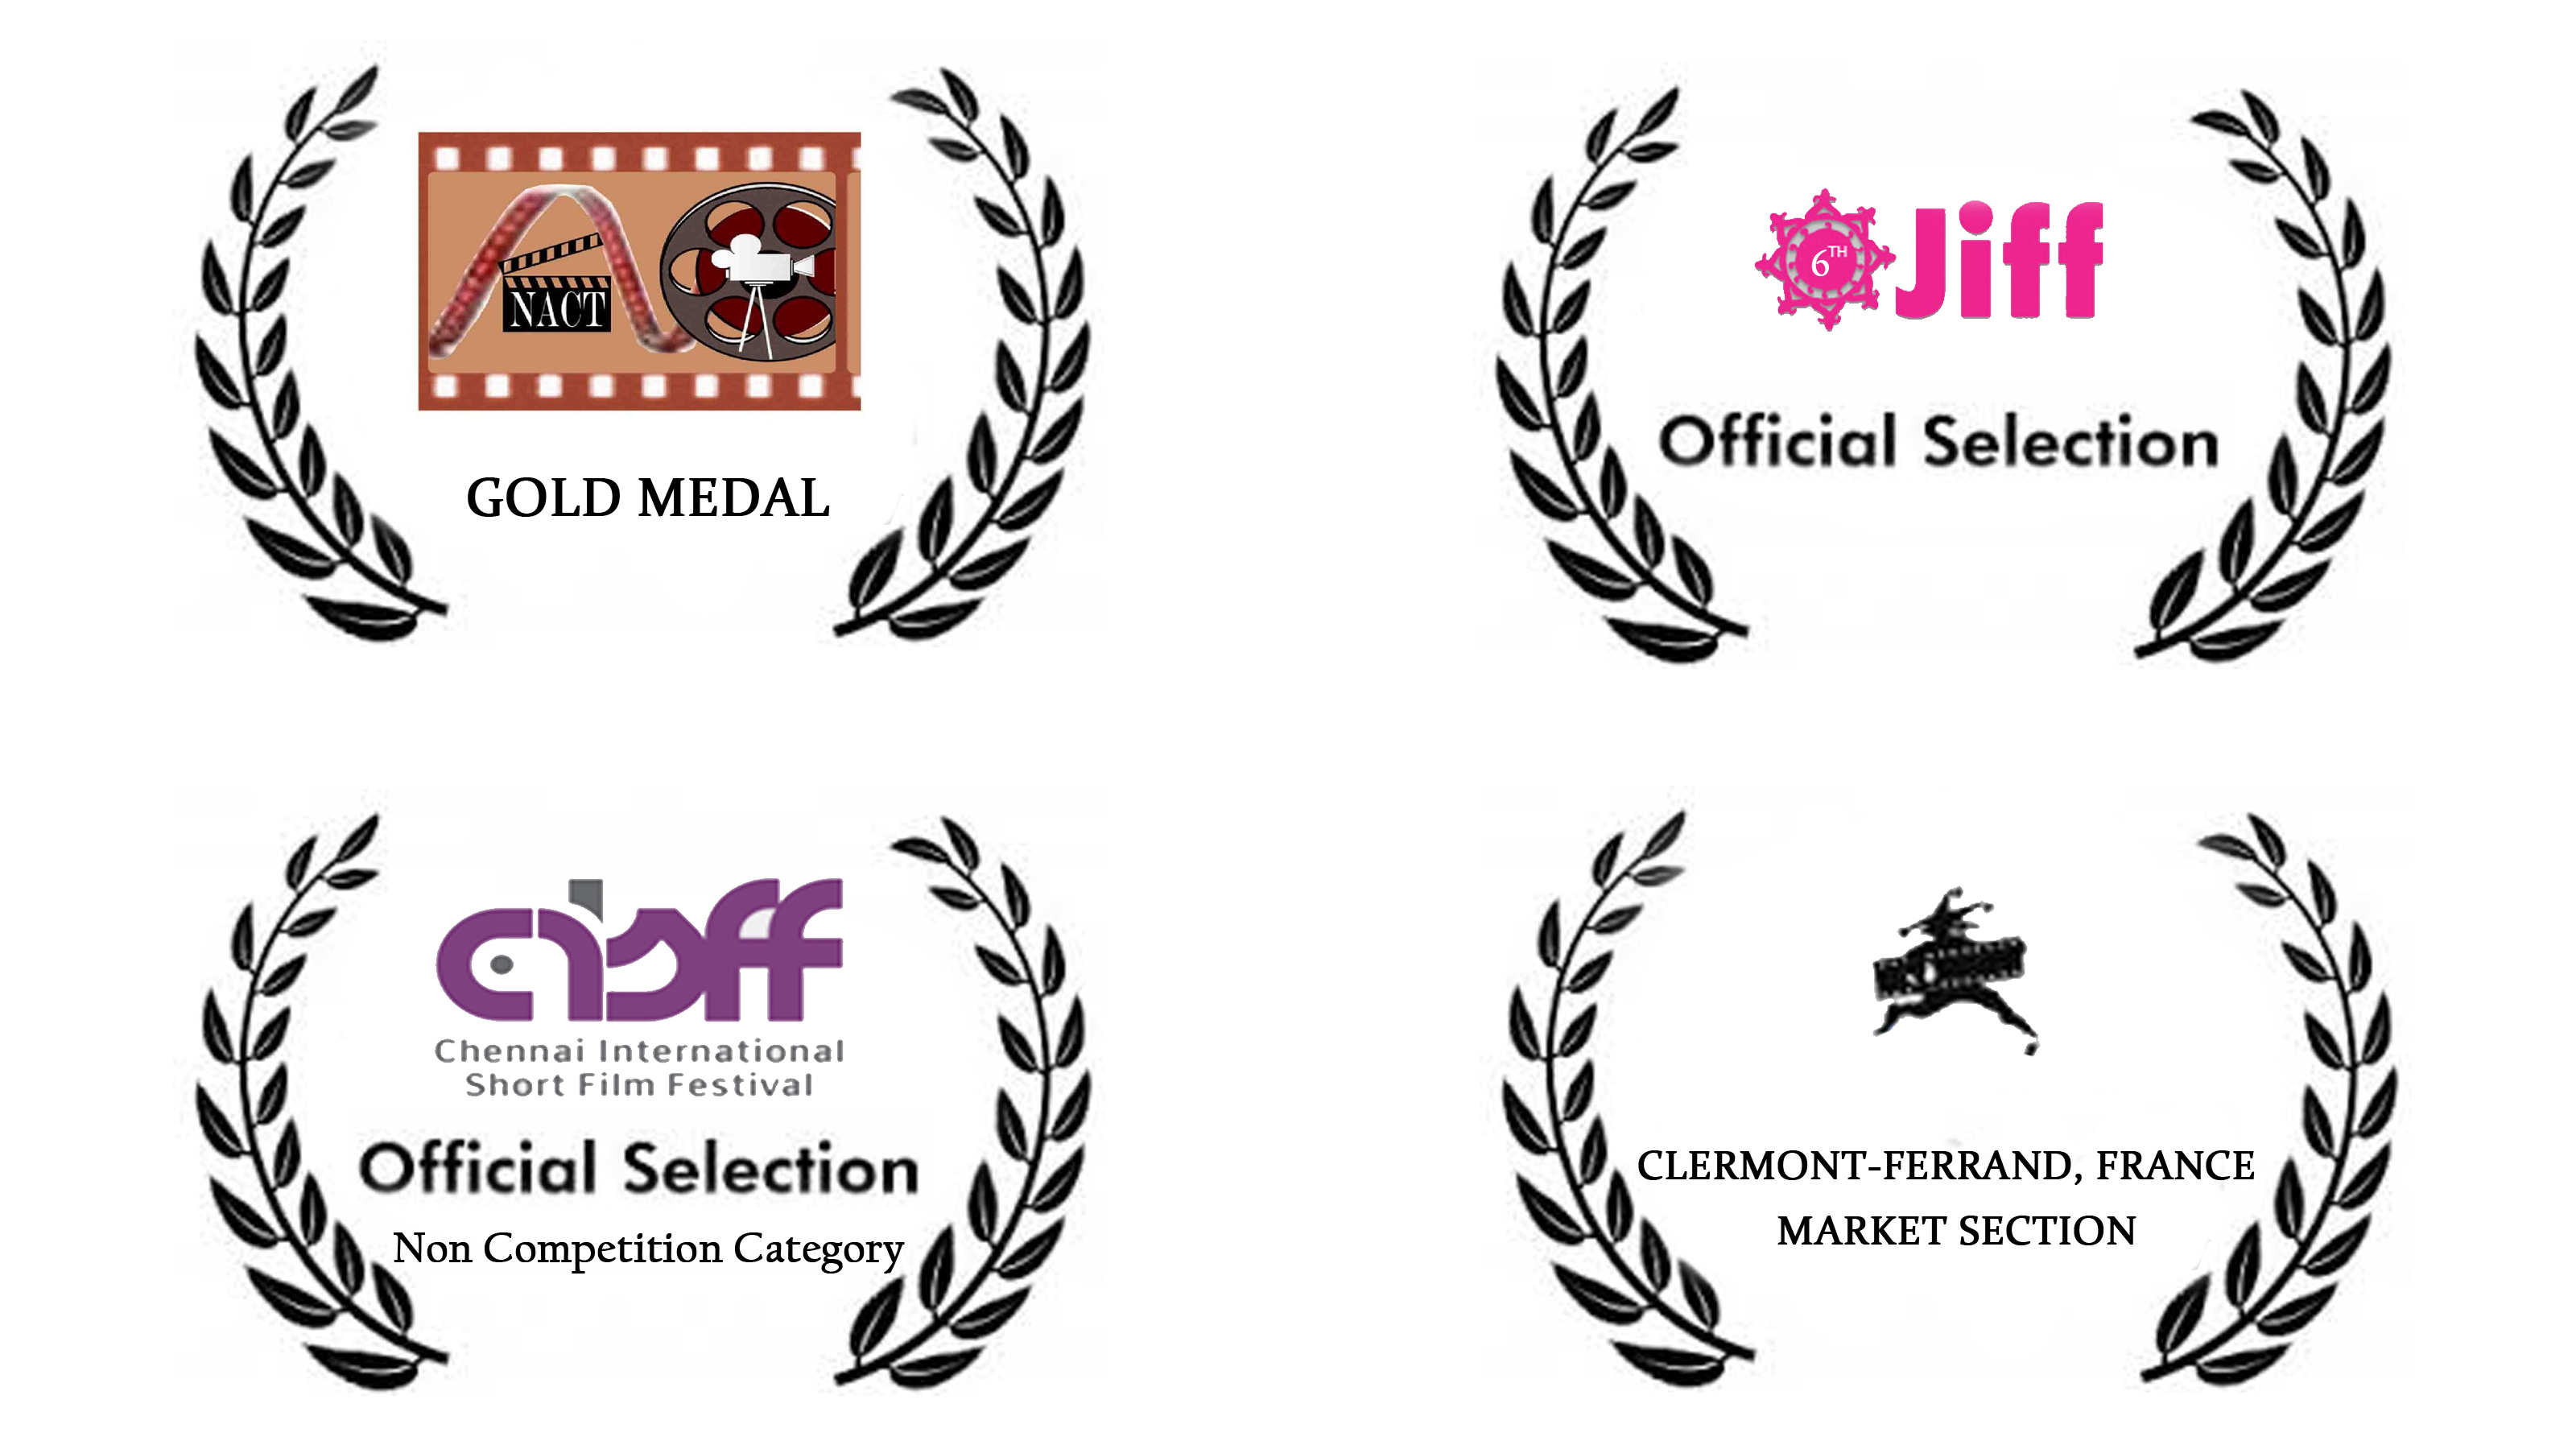 NACT
GOLD MEDAL
6TH
Jiff
Official Selection
cisff
Chennai International
Short Film Festival
Official Selection
Non Competition Category
CLERMONT-FERRAND, FRANCE
MARKET SECTION